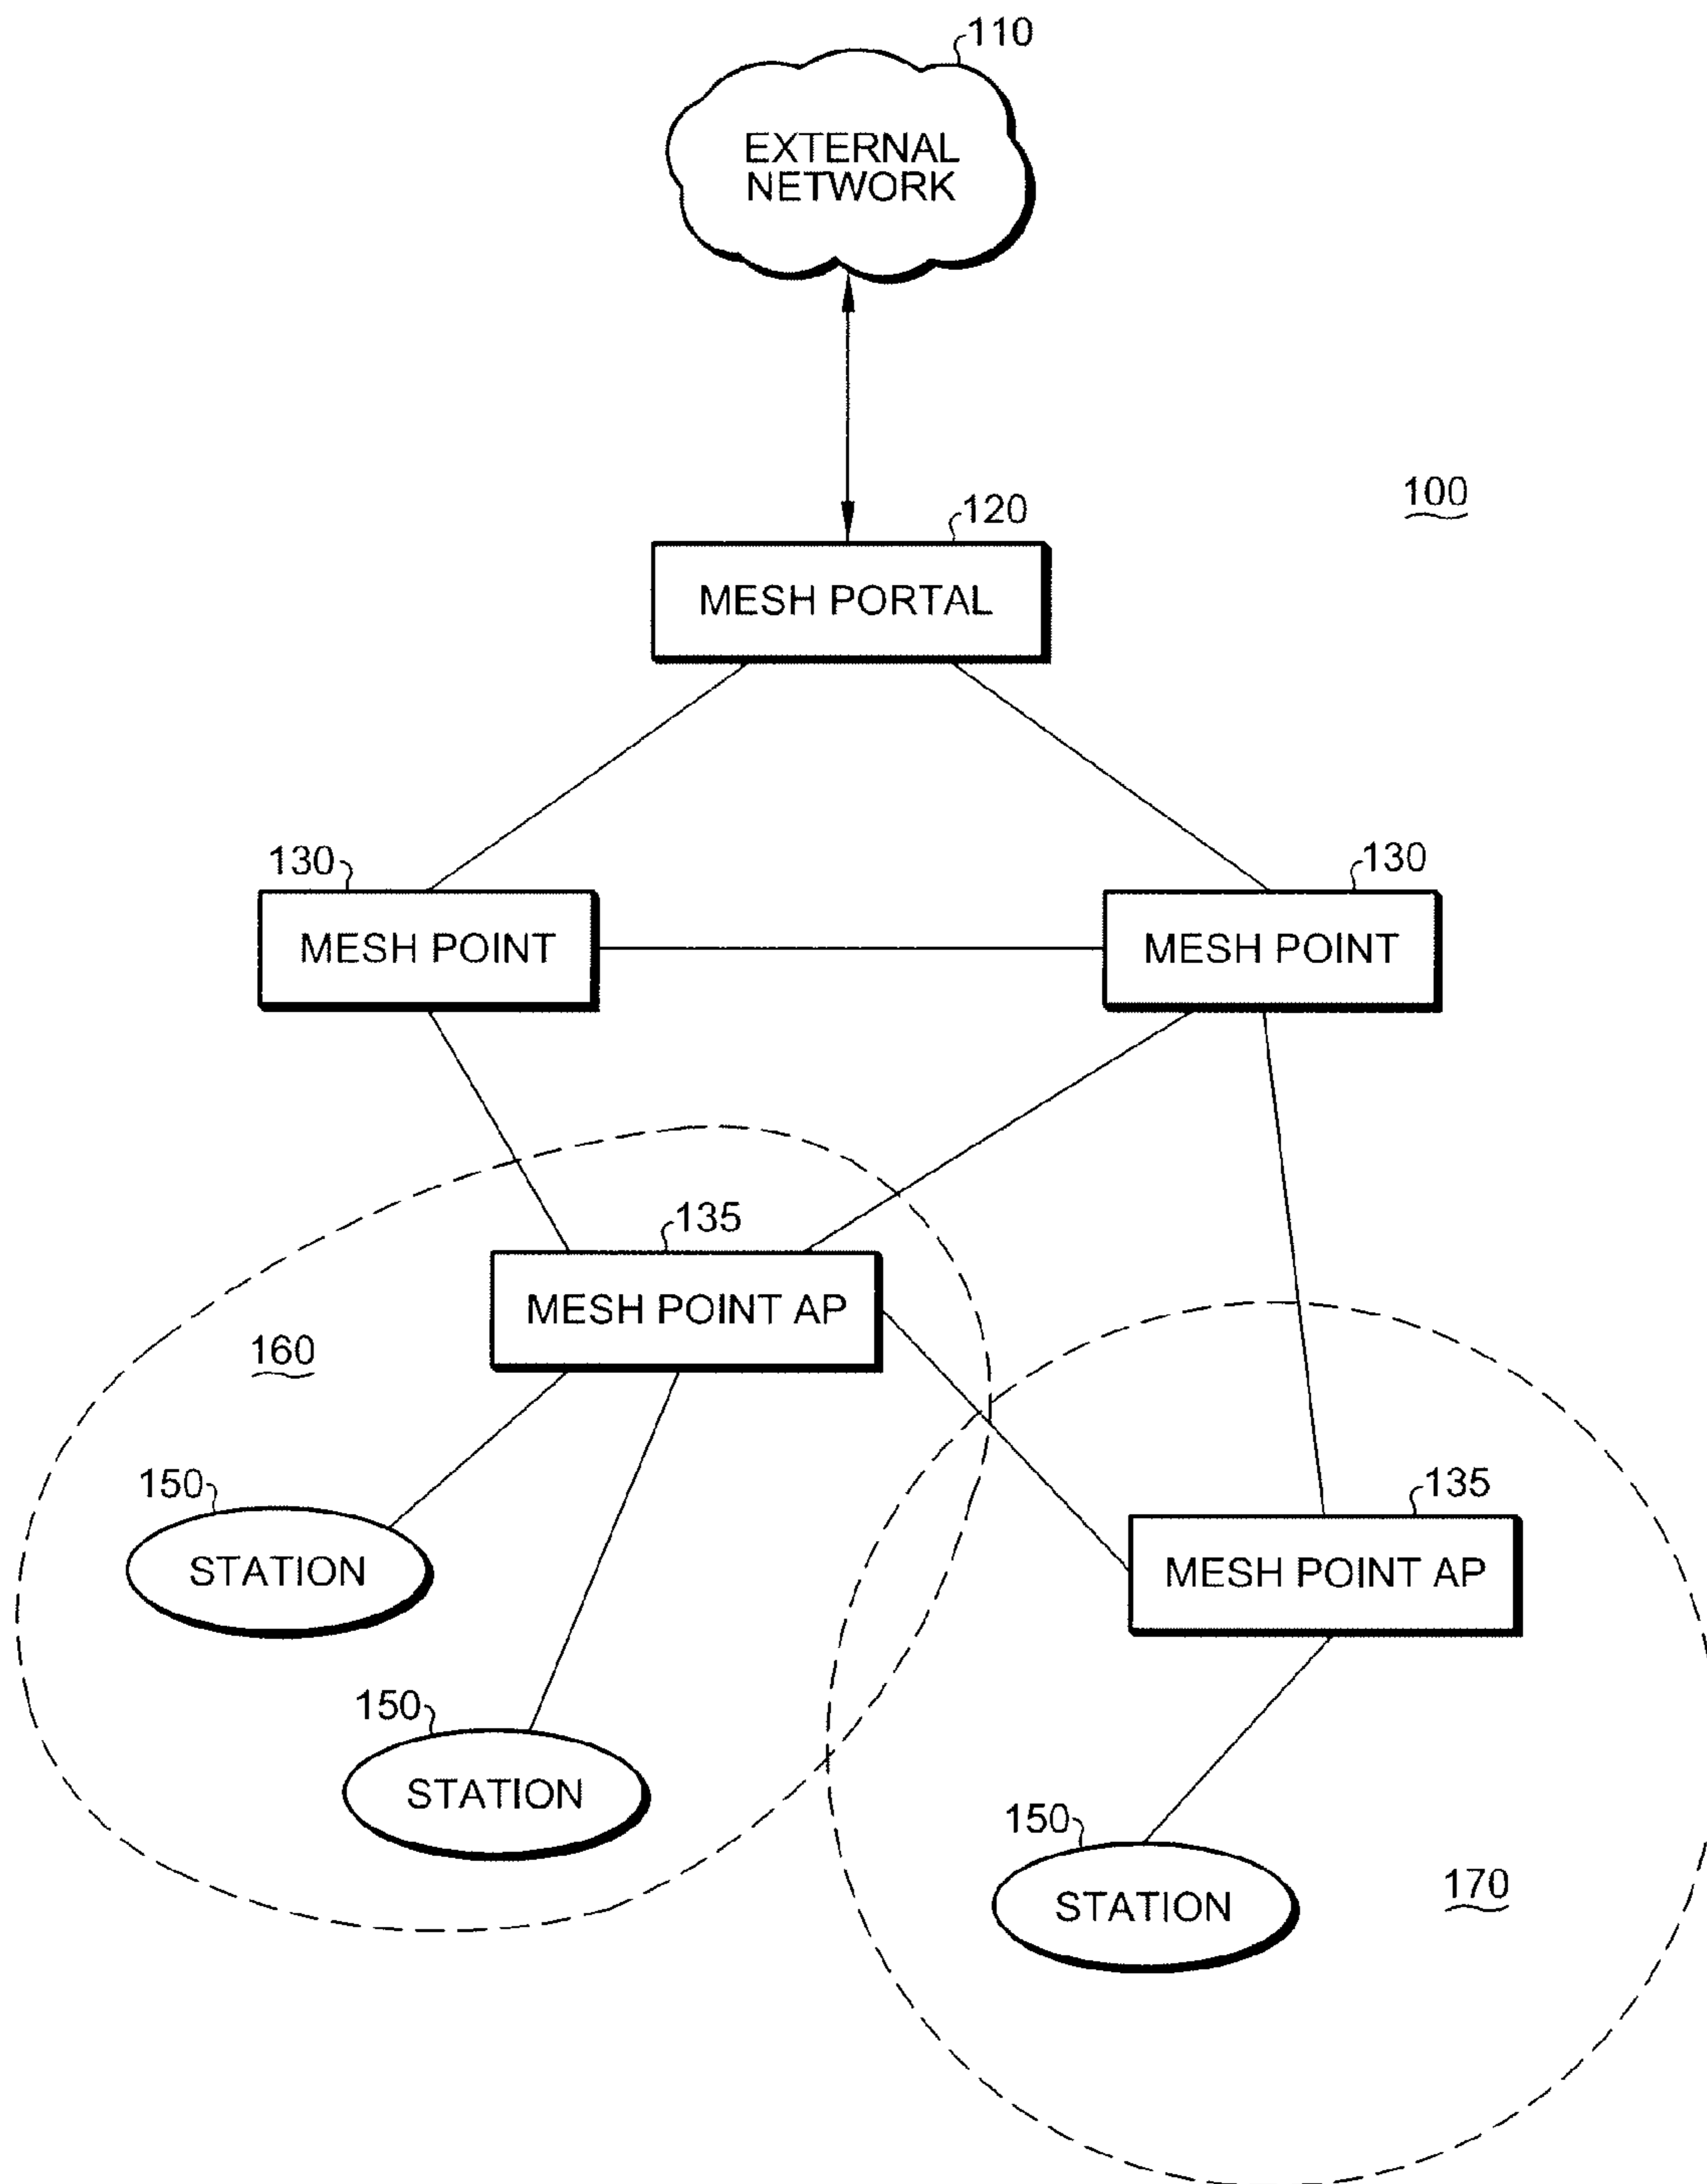 110
EXTERNAL
NETWORK
100
120
MESH PORTAL
130
130
MESH POINT
MESH POINT
135
MESH POINT AP
160
150
135
STATION
MESH POINT AP
150
STATION
150
170
STATION